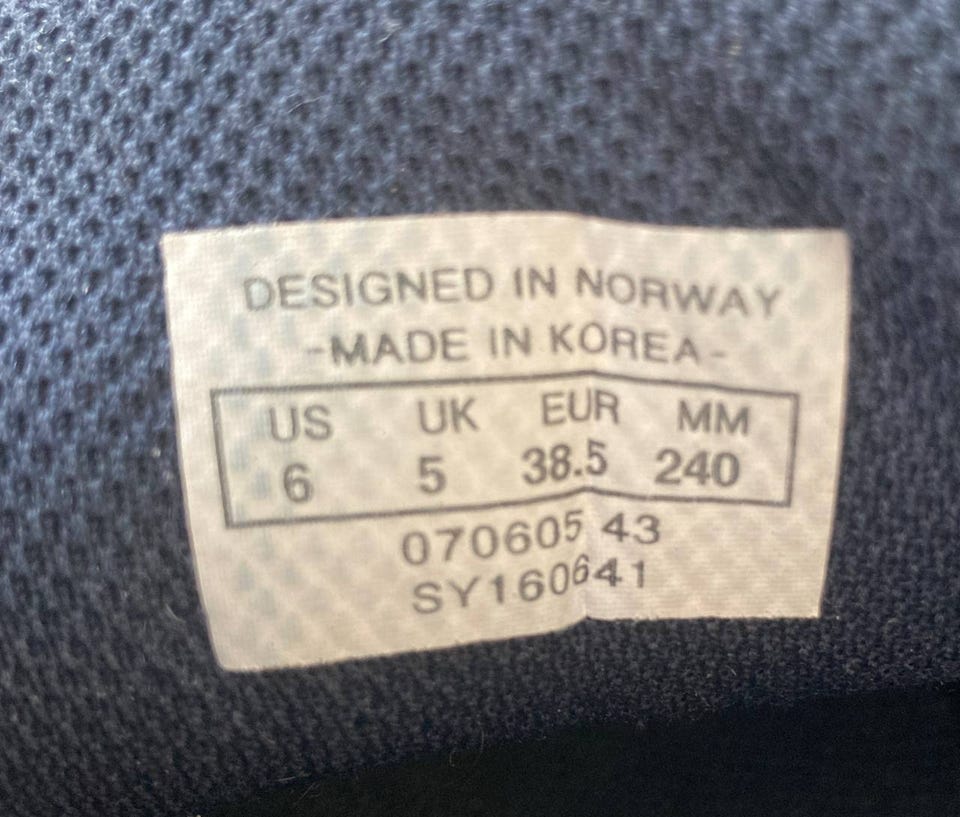 DESIGNED IN NORWAY
-MADE IN KOREA-
US UK EUR MM
6 5 38.5 240
070605 43
SY160641